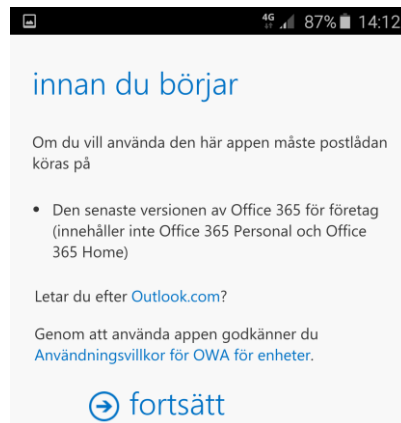 4G 87% 14:12
innan du börjar
Om du vill använda den här appen måste postlådan
köras på
• Den senaste versionen av Office 365 för företag
(innehåller inte Office 365 Personal och Office
365 Home)
Letar du efter Outlook.com?
Genom att använda appen godkänner du
Användningsvillkor för OWA för enheter.
fortsätt